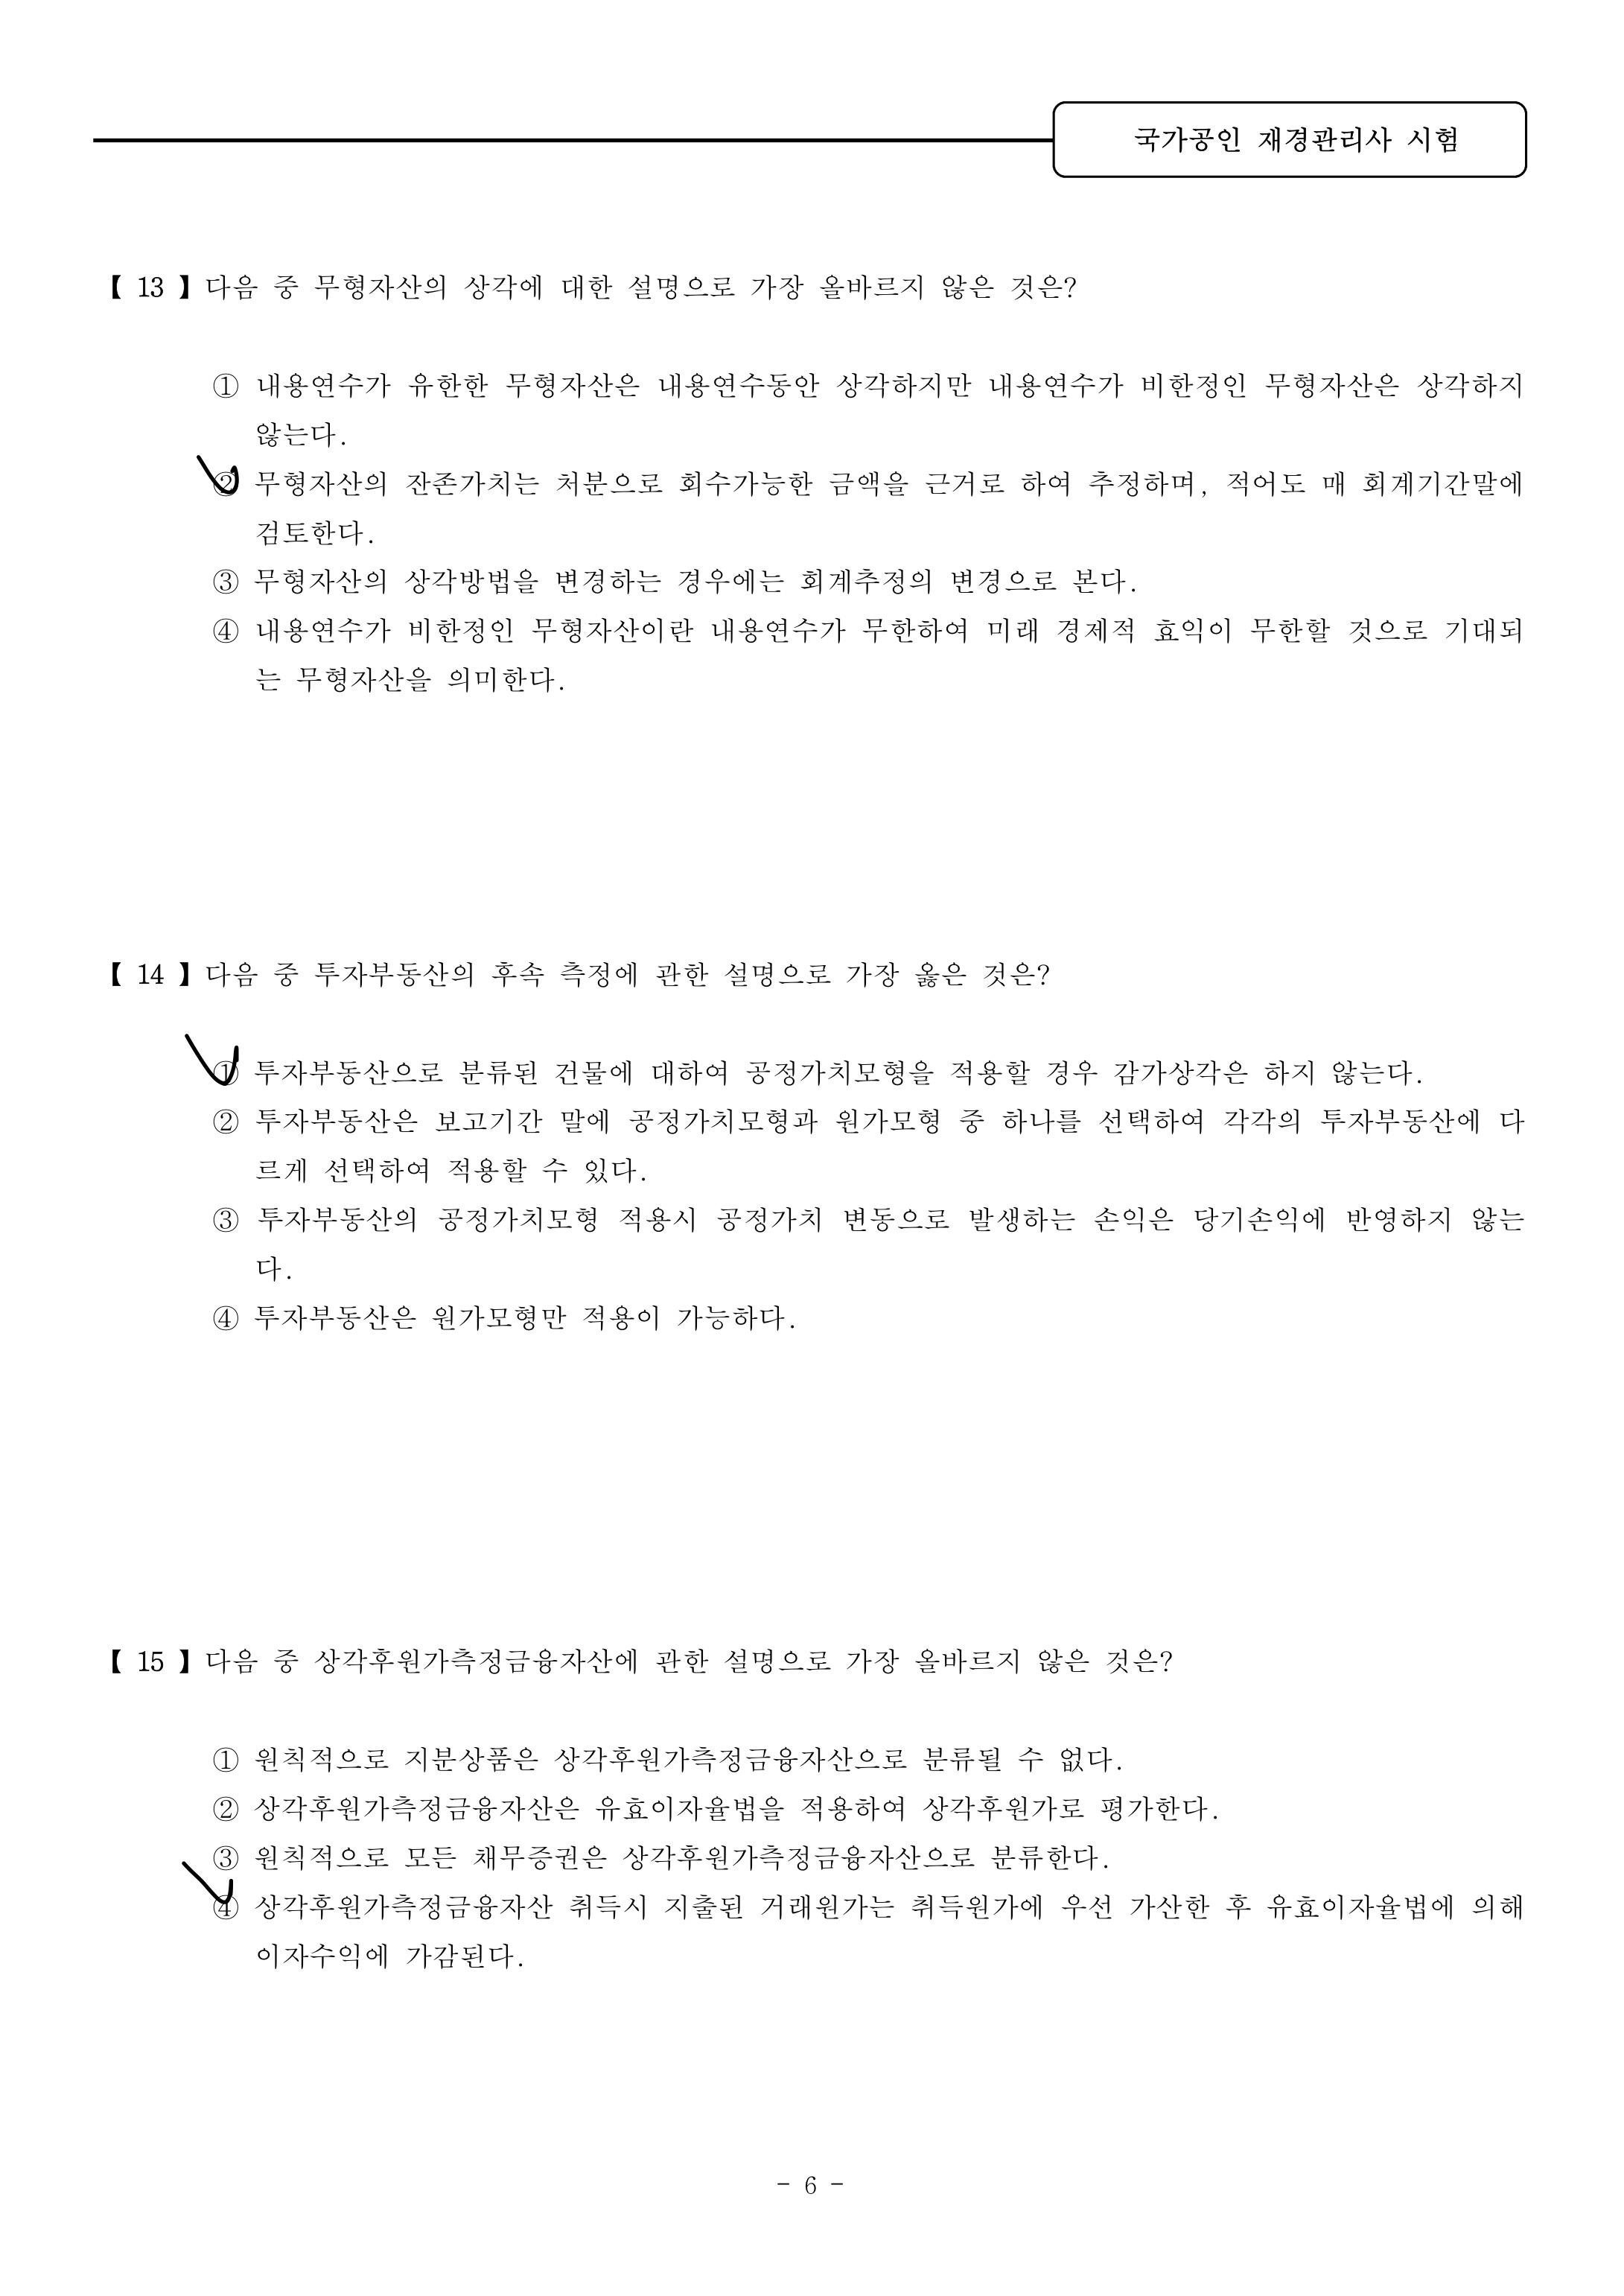 국가공인 재경관리사 시험
【 13 】 다음 중 무형자산의 상각에 대한 설명으로 가장 올바르지 않은 것은?
① 내용연수가 유한한 무형자산은 내용연수동안 상각하지만 내용연수가 비한정인 무형자산은 상각하지
않는다.
② 무형자산의 잔존가치는 처분으로 회수가능한 금액을 근거로 하여 추정하며, 적어도 매 회계기간말에
검토한다.
③ 무형자산의 상각방법을 변경하는 경우에는 회계추정의 변경으로 본다.
④ 내용연수가 비한정인 무형자산이란 내용연수가 무한하여 미래 경제적 효익이 무한할 것으로 기대되
는 무형자산을 의미한다.
【 14 】 다음 중 투자부동산의 후속 측정에 관한 설명으로 가장 옳은 것은?
① 투자부동산으로 분류된 건물에 대하여 공정가치모형을 적용할 경우 감가상각은 하지 않는다.
② 투자부동산은 보고기간 말에 공정가치모형과 원가모형 중 하나를 선택하여 각각의 투자부동산에 다
르게 선택하여 적용할 수 있다.
③ 투자부동산의 공정가치모형 적용시 공정가치 변동으로 발생하는 손익은 당기손익에 반영하지 않는
다.
④ 투자부동산은 원가모형만 적용이 가능하다.
【 15 】 다음 중 상각후원가측정금융자산에 관한 설명으로 가장 올바르지 않은 것은?
① 원칙적으로 지분상품은 상각후원가측정금융자산으로 분류될 수 없다.
② 상각후원가측정금융자산은 유효이자율법을 적용하여 상각후원가로 평가한다.
③ 원칙적으로 모든 채무증권은 상각후원가측정금융자산으로 분류한다.
④ 상각후원가측정금융자산 취득시 지출된 거래원가는 취득원가에 우선 가산한 후 유효이자율법에 의해
이자수익에 가감된다.
- 6 -